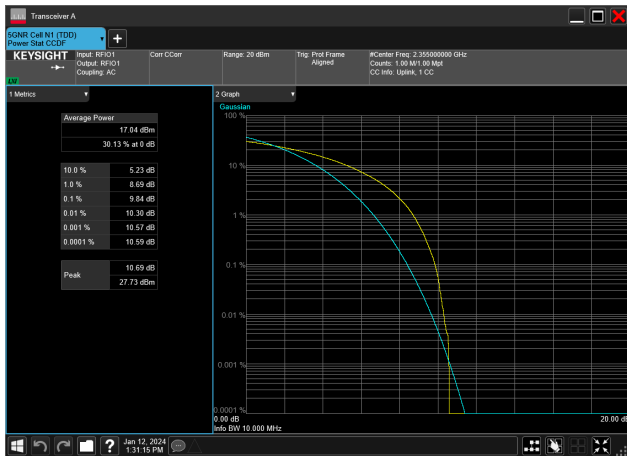 Transceiver A
5GNR Cell N1 (TDD)
Power Stat CCDF
KEYSIGHT
Input: RFIO1
Output: RFIO1
Coupling: AC
Corr CCorr
Range: 20 dBm
Trig: Prot Frame
Aligned
#Center Freq: 2.355000000 GHz
Counts: 1.00 M/1.00 Mpt
CC Info: Uplink, 1 CC
LXI
1 Metrics
Average Power
17.04 dBm
30.13 % at 0 dB
10.0 % 5.23 dB
1.0 % 8.69 dB
0.1 % 9.84 dB
0.01 % 10.30 dB
0.001 % 10.57 dB
0.0001 % 10.59 dB
Peak 10.69 dB
27.73 dBm
2 Graph
Gaussian
100 %
10 %
1 %
0.1 %
0.01 %
0.001 %
0.0001 %
0.00 dB
20.00 dB
Info BW 10.000 MHz
Jan 12, 2024
1:31:15 PM